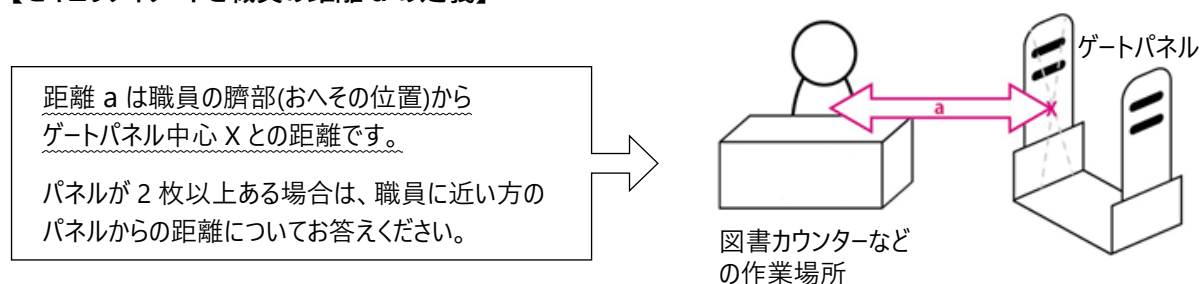 距離 a は職員の臍部(おへその位置)から
ゲートパネル中心 X との距離です。
パネルが 2 枚以上ある場合は、職員に近い方の
パネルからの距離についてお答えください。
ゲートパネル
a
X
図書カウンターなど
の作業場所